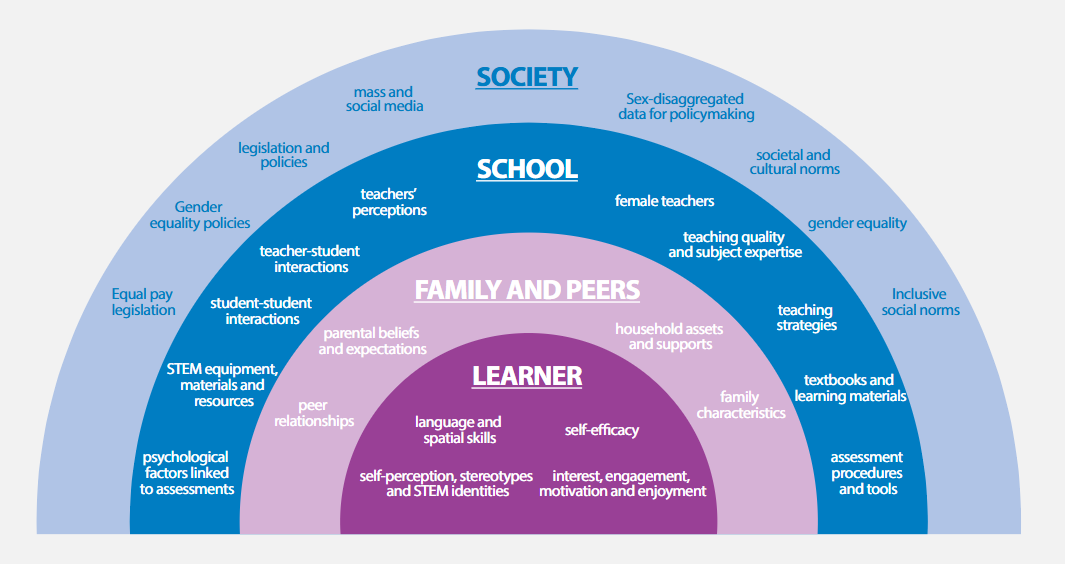 SOCIETY
mass and
social media
Sex-disaggregated
data for policymaking
legislation and
policies
societal and
cultural norms
Gender
equality policies
gender equality
Equal pay
legislation
Inclusive
social norms
SCHOOL
teachers’
perceptions
female teachers
teacher-student
interactions
teaching quality
and subject expertise
student-student
interactions
teaching
strategies
STEM equipment,
materials and
resources
textbooks and
learning materials
psychological
factors linked
to assessments
assessment
procedures
and tools
FAMILY AND PEERS
parental beliefs
and expectations
household assets
and supports
peer
relationships
family
characteristics
LEARNER
language and
spatial skills
self-efficacy
self-perception, stereotypes
and STEM identities
interest, engagement,
motivation and enjoyment